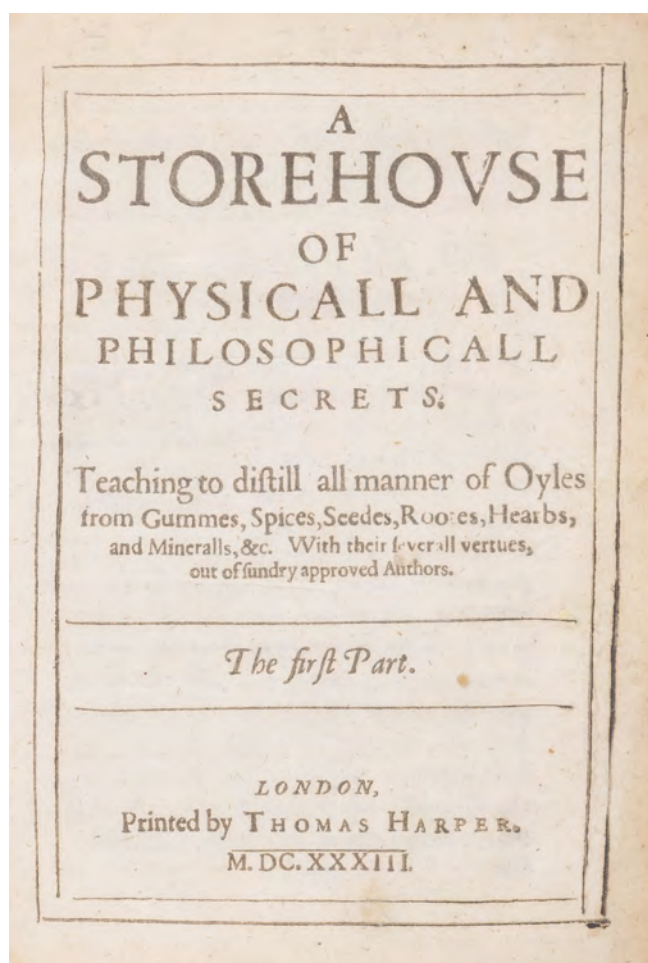 A
STOREHOVSE
OF
PHYSICALL AND
PHILOSOPHICALL
SECRETS.
Teaching to diſtill all manner of Oyles
from Gummes, Spices, Seedes, Rootes, Hearbs,
and Mineralls, &c. With their ſeverall vertues,
out of ſundry approved Authors.
The firſt Part.
LONDON,
Printed by THOMAS HARPER.
M. DC. XXXIII.